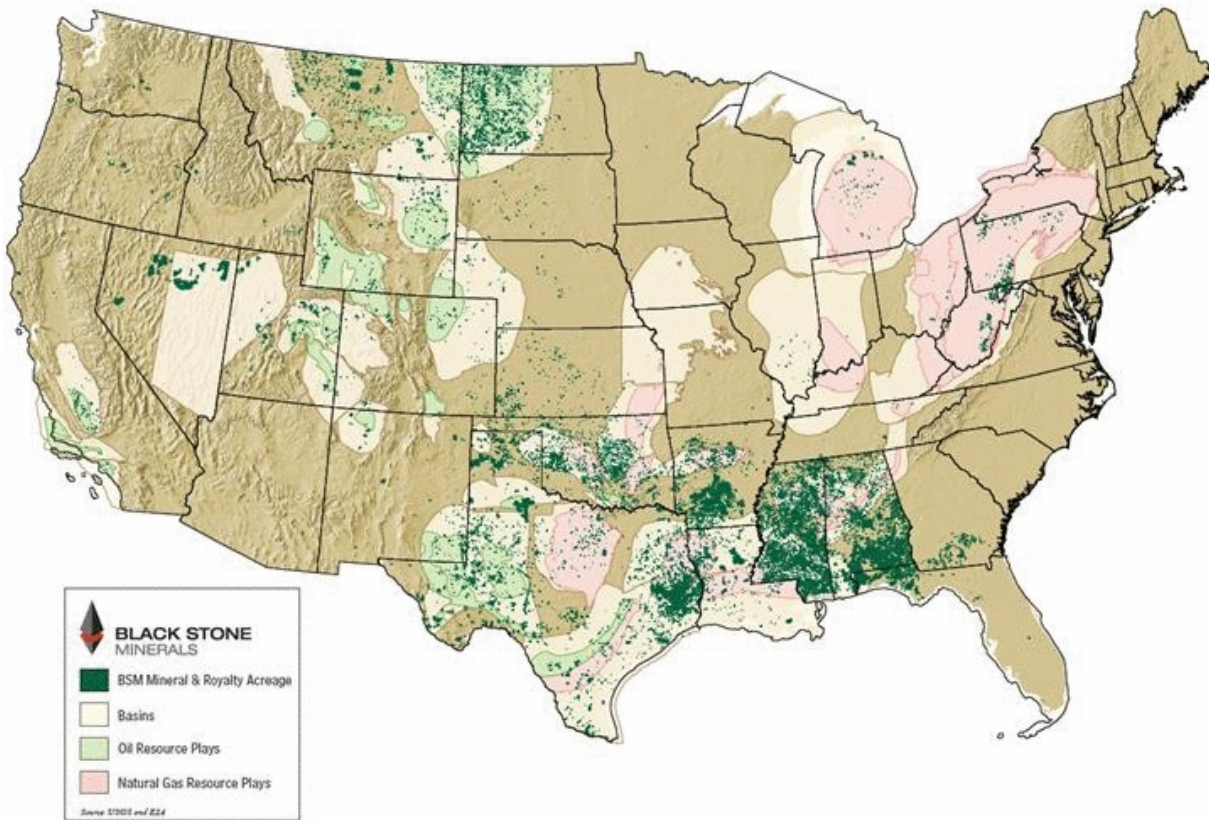 BLACK STONE
MINERALS
BSM Mineral & Royalty Acreage
Basins
Oil Resource Plays
Natural Gas Resource Plays
Source: USGS and EIA